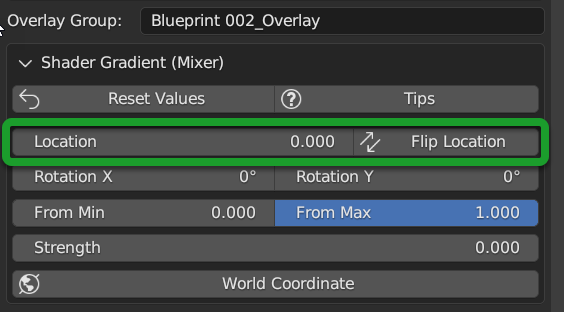 Overlay Group: Blueprint 002_Overlay
Shader Gradient (Mixer)
Reset Values Tips
Location 0.000 Flip Location
Rotation X 0° Rotation Y 0°
From Min 0.000 From Max 1.000
Strength 0.000
World Coordinate